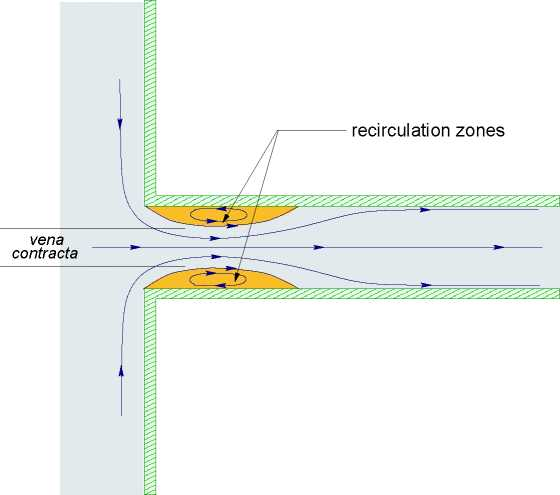 recirculation zones
vena
contracta